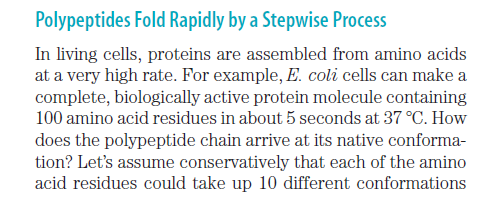 Polypeptides Fold Rapidly by a Stepwise Process
In living cells, proteins are assembled from amino acids
at a very high rate. For example, E. coli cells can make a
complete, biologically active protein molecule containing
100 amino acid residues in about 5 seconds at 37 °C. How
does the polypeptide chain arrive at its native conforma-
tion? Let’s assume conservatively that each of the amino
acid residues could take up 10 different conformations